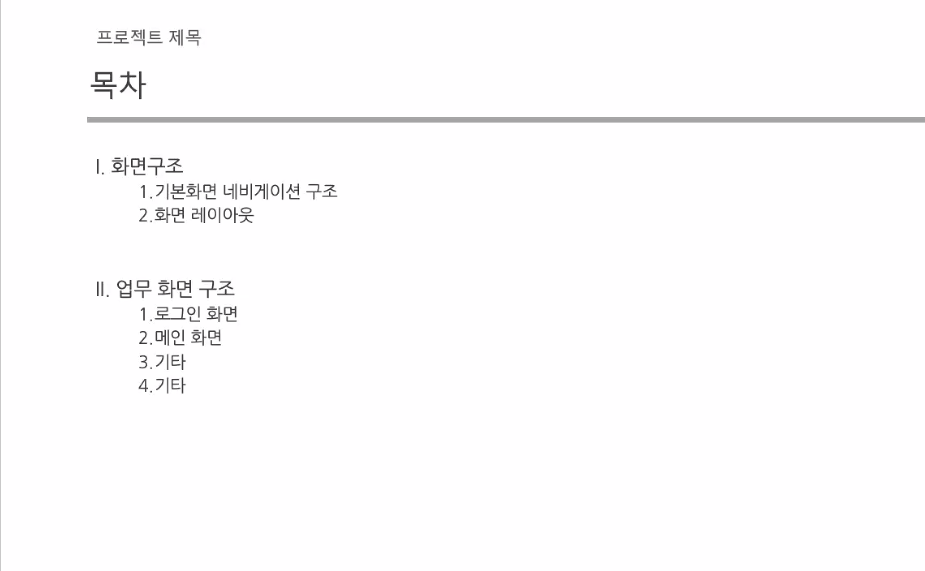 프로젝트 제목
목차
I. 화면구조
1.기본화면 네비게이션 구조
2.화면 레이아웃
II. 업무 화면 구조
1.로그인 화면
2.메인 화면
3.기타
4.기타